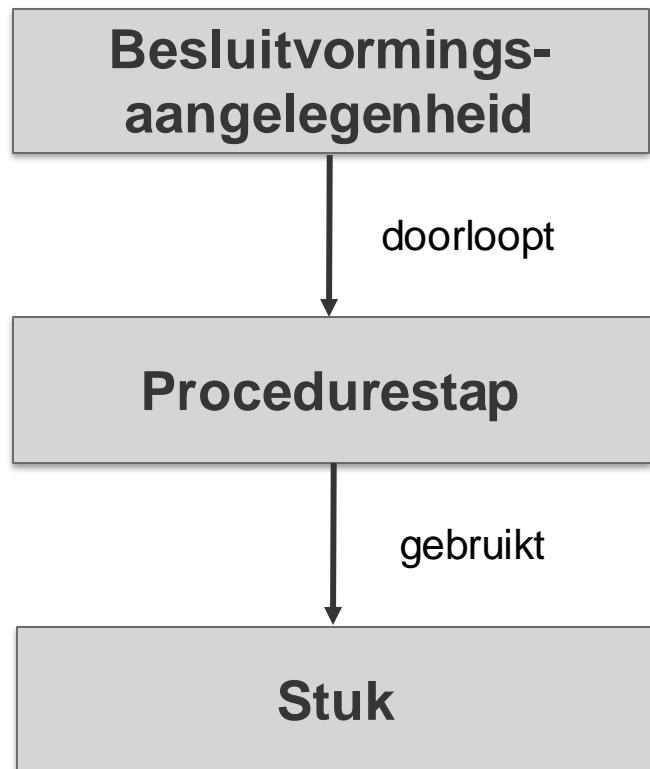 Besluitvormings-
aangelegenheid
doorloopt
Procedurestap
gebruikt
Stuk